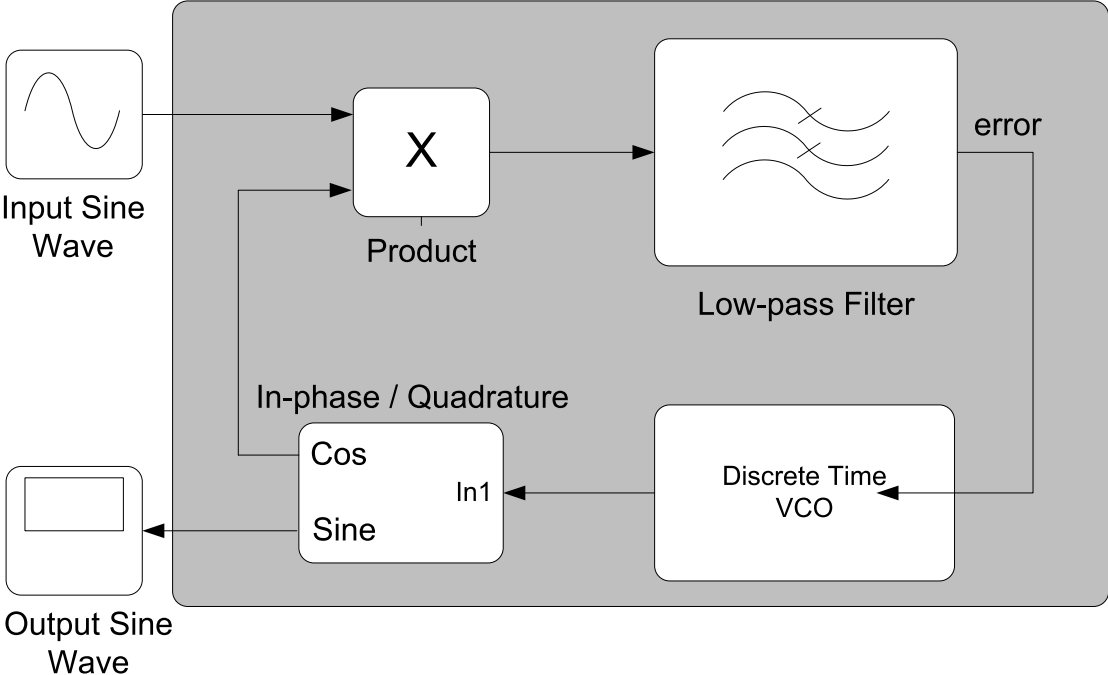 Input Sine
Wave
X
Product
error
Low-pass Filter
In-phase / Quadrature
Cos
In1
Sine
Discrete Time
VCO
Output Sine
Wave